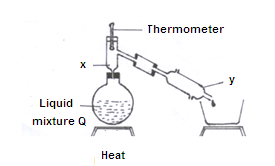 Thermometer
x
y
Liquid
mixture Q
Heat